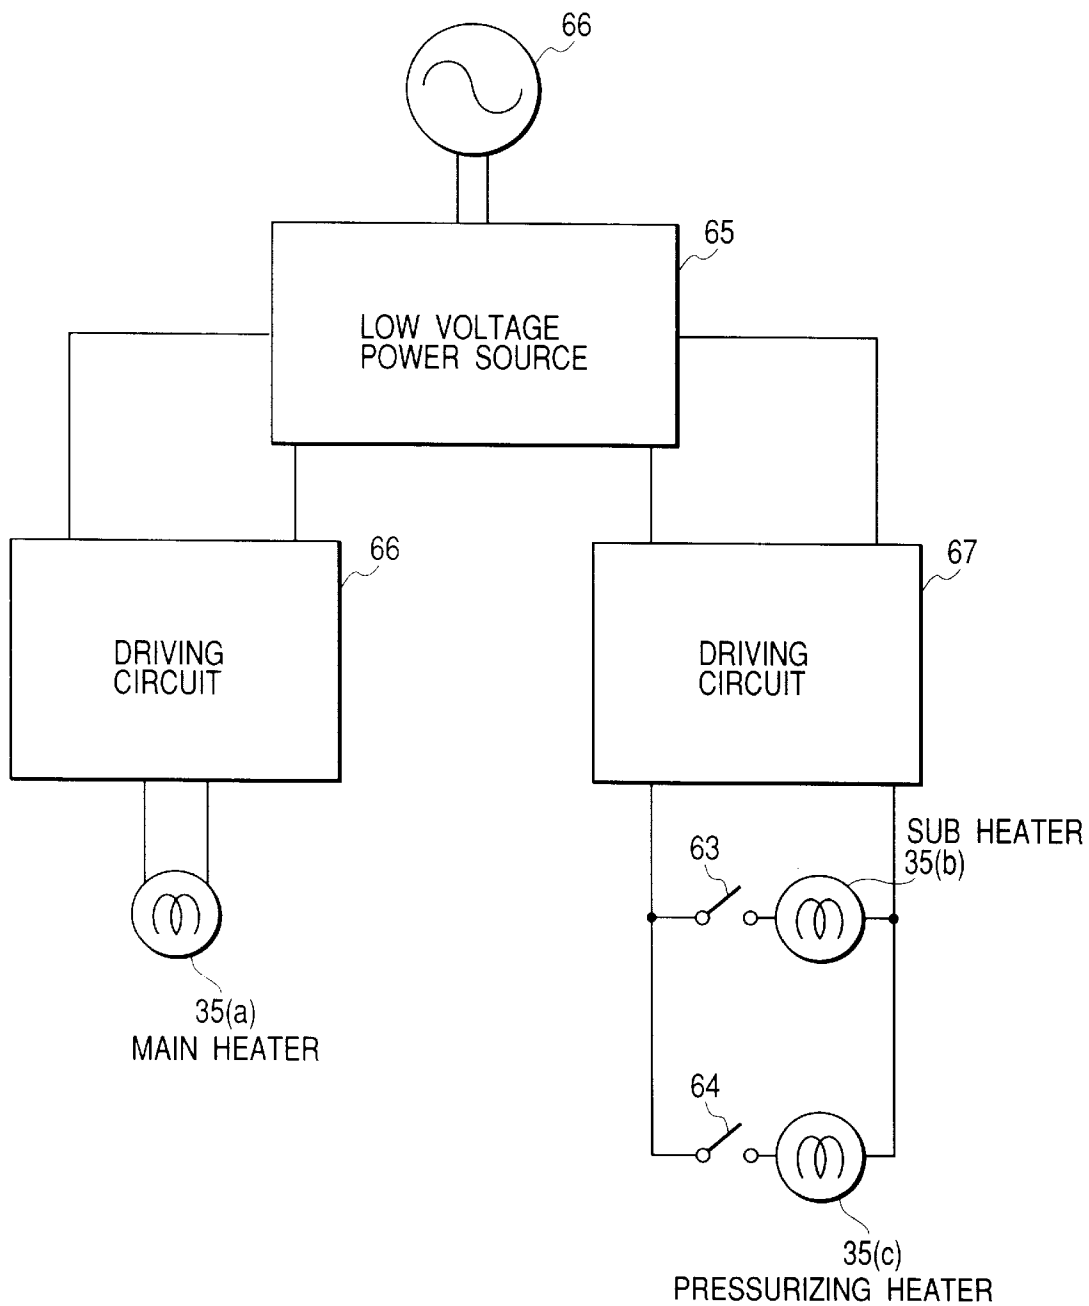 66
65
LOW VOLTAGE
POWER SOURCE
66
67
DRIVING
CIRCUIT
DRIVING
CIRCUIT
SUB HEATER
35(b)
63
35(a)
MAIN HEATER
64
35(c)
PRESSURIZING HEATER